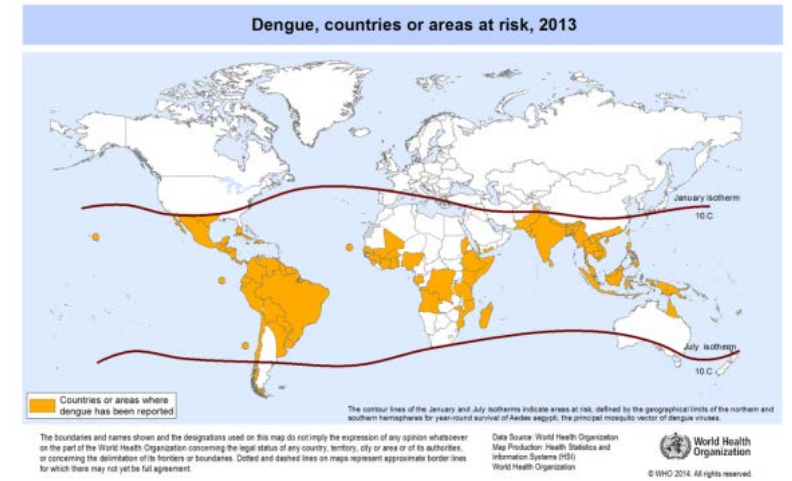 Dengue, countries or areas at risk, 2013
January isotherm
10.C
July isotherm
10.C
Countries or areas where
dengue has been reported
The contour lines of the January and July isotherms indicate areas at risk, defined by the geographical limits of the northern and
southern hemispheres for year-round survival of Aedes aegypti, the principal mosquito vector of dengue viruses.
The boundaries and names shown and the designations used on this map do not imply the expression of any opinion whatsoever
on the part of the World Health Organization concerning the legal status of any country, territory, city or area or of its authorities,
or concerning the delimitation of its frontiers or boundaries. Dotted and dashed lines on maps represent approximate border lines
for which there may not yet be full agreement.
Data Source: World Health Organization
Map Production: Health Statistics and
Information Systems (HSI)
World Health Organization
World Health
Organization
© WHO 2014. All rights reserved.